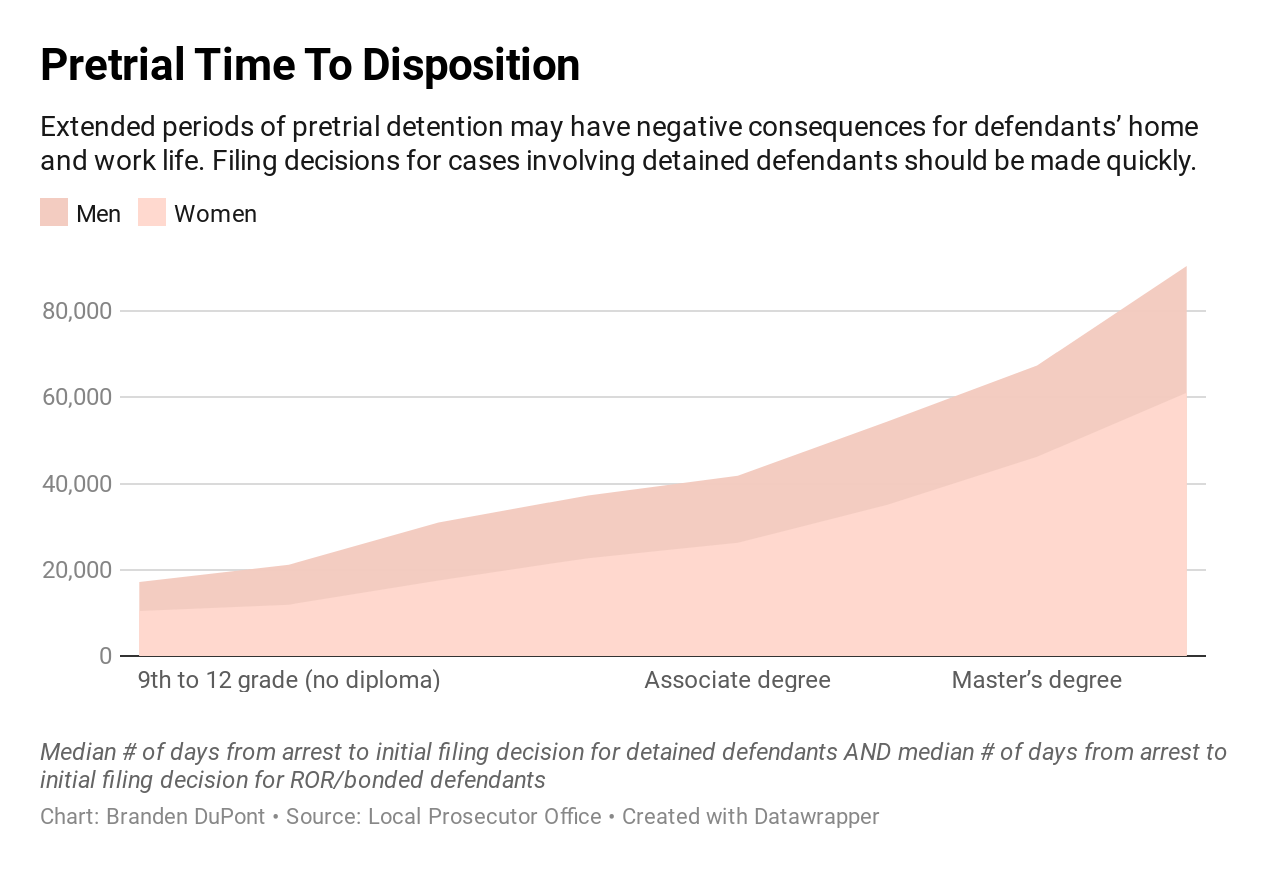 Pretrial Time To Disposition
Extended periods of pretrial detention may have negative consequences for defendants’ home
and work life. Filing decisions for cases involving detained defendants should be made quickly.
Men Women
80,000
60,000
40,000
20,000
0
9th to 12 grade (no diploma) Associate degree Master’s degree
Median # of days from arrest to initial filing decision for detained defendants AND median # of days from arrest to
initial filing decision for ROR/bonded defendants
Chart: Branden DuPont • Source: Local Prosecutor Office • Created with Datawrapper